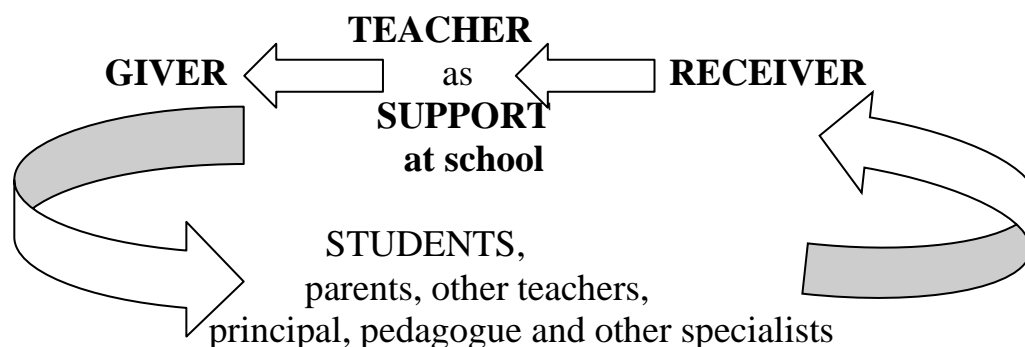 TEACHER
GIVER as RECEIVER
SUPPORT
at school
STUDENTS,
parents, other teachers,
principal, pedagogue and other specialists